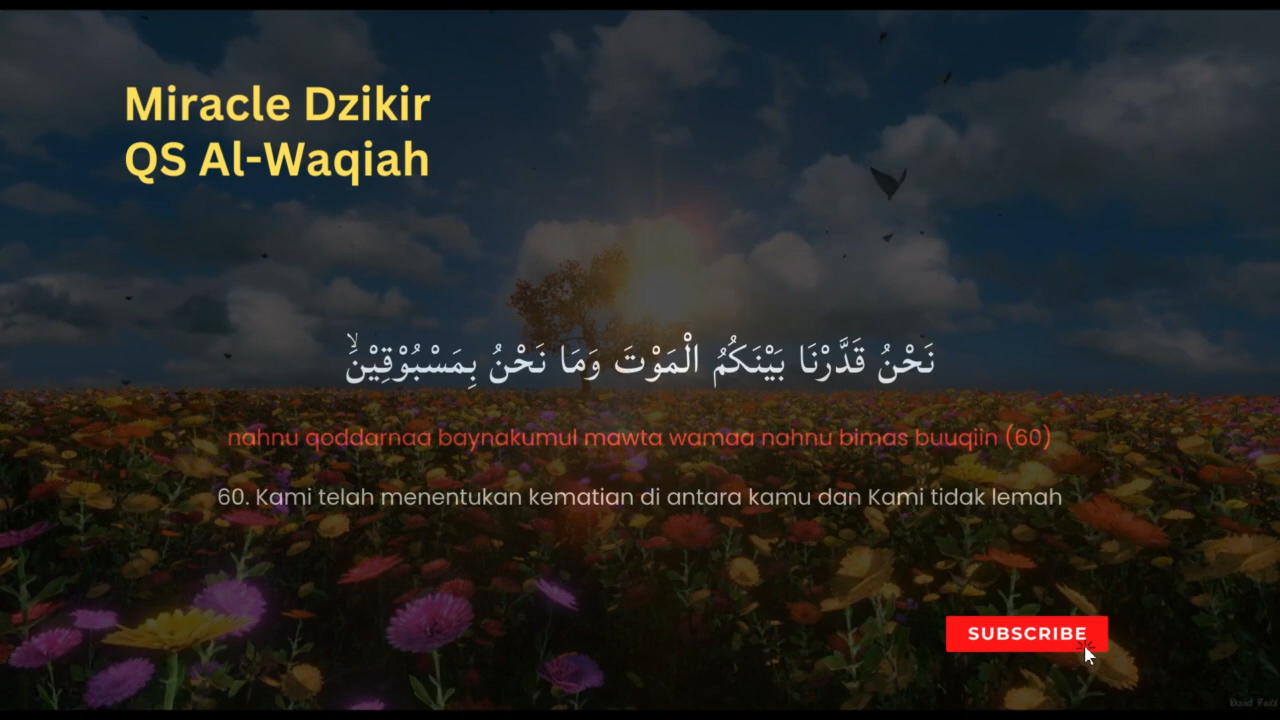 Miracle Dzikir
QS Al-Waqiah
نَحْنُ قَدَّرْنَا بَيْنَكُمُ الْمَوْتَ وَمَا نَحْنُ بِمَسْبُوْقِيْنَۙ
nahnu qoddarnaa baynakumul mawta wamaa nahnu bimas buuqiin (60)
60. Kami telah menentukan kematian di antara kamu dan Kami tidak lemah
SUBSCRIBE